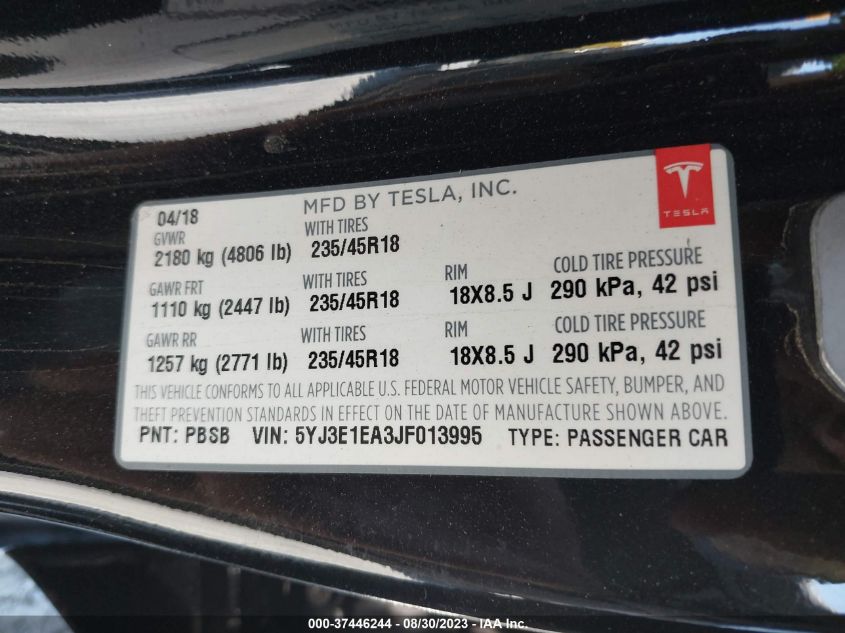 MFD BY TESLA, INC.
TESLA
04/18
GVWR WITH TIRES
2180 kg (4806 lb) 235/45R18
GAWR FRT WITH TIRES RIM COLD TIRE PRESSURE
1110 kg (2447 lb) 235/45R18 18X8.5 J 290 kPa, 42 psi
GAWR RR WITH TIRES RIM COLD TIRE PRESSURE
1257 kg (2771 lb) 235/45R18 18X8.5 J 290 kPa, 42 psi
THIS VEHICLE CONFORMS TO ALL APPLICABLE U.S. FEDERAL MOTOR VEHICLE SAFETY, BUMPER, AND
THEFT PREVENTION STANDARDS IN EFFECT ON THE DATE OF MANUFACTURE SHOWN ABOVE.
PNT: PBSB VIN: 5YJ3E1EA3JF013995 TYPE: PASSENGER CAR
000-37446244 - 08/30/2023 - IAA Inc.